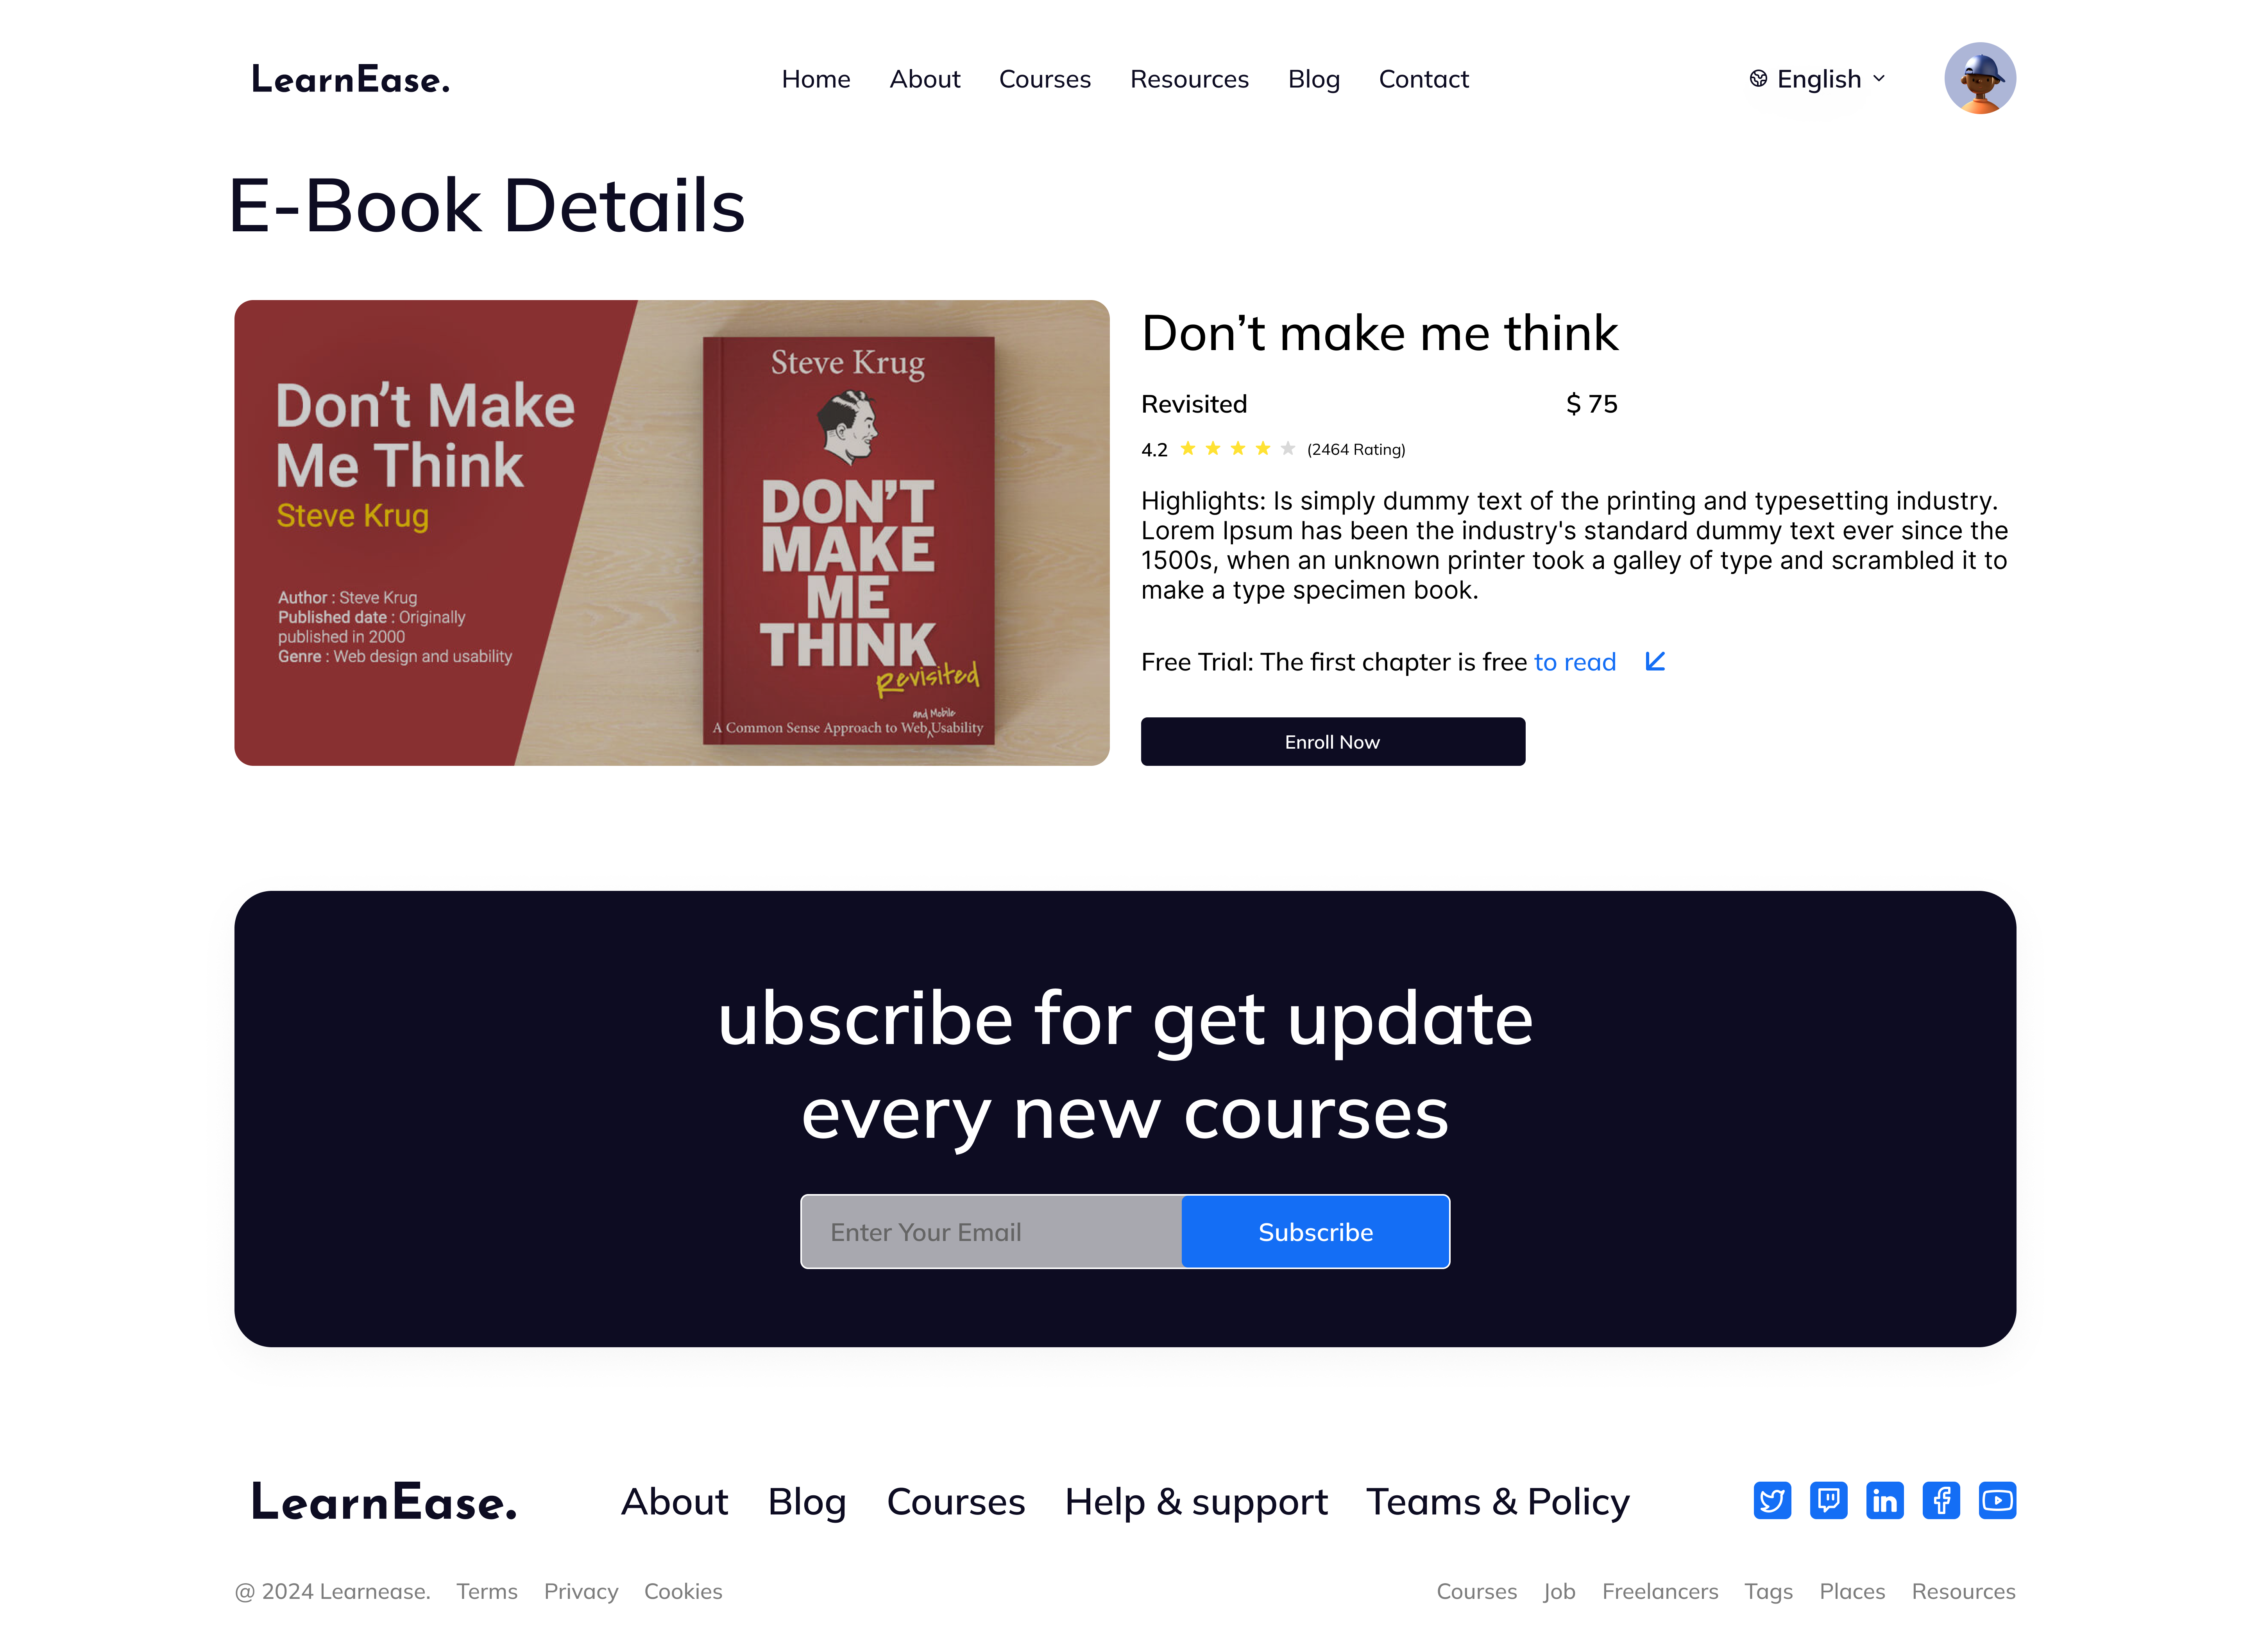 LearnEase.
Home About Courses Resources Blog Contact
English
E-Book Details
Don’t Make
Me Think
Steve Krug
Author : Steve Krug
Published date : Originally
published in 2000
Genre : Web design and usability
Steve Krug
DON’T
MAKE
ME
THINK
Revisited
and Mobile
A Common Sense Approach to Web Usability
Don’t make me think
Revisited $ 75
4.2 (2464 Rating)
Highlights: Is simply dummy text of the printing and typesetting industry.
Lorem Ipsum has been the industry's standard dummy text ever since the
1500s, when an unknown printer took a galley of type and scrambled it to
make a type specimen book.
Free Trial: The first chapter is free to read
Enroll Now
ubscribe for get update
every new courses
Enter Your Email Subscribe
LearnEase. About Blog Courses Help & support Teams & Policy
@ 2024 Learnease. Terms Privacy Cookies Courses Job Freelancers Tags Places Resources